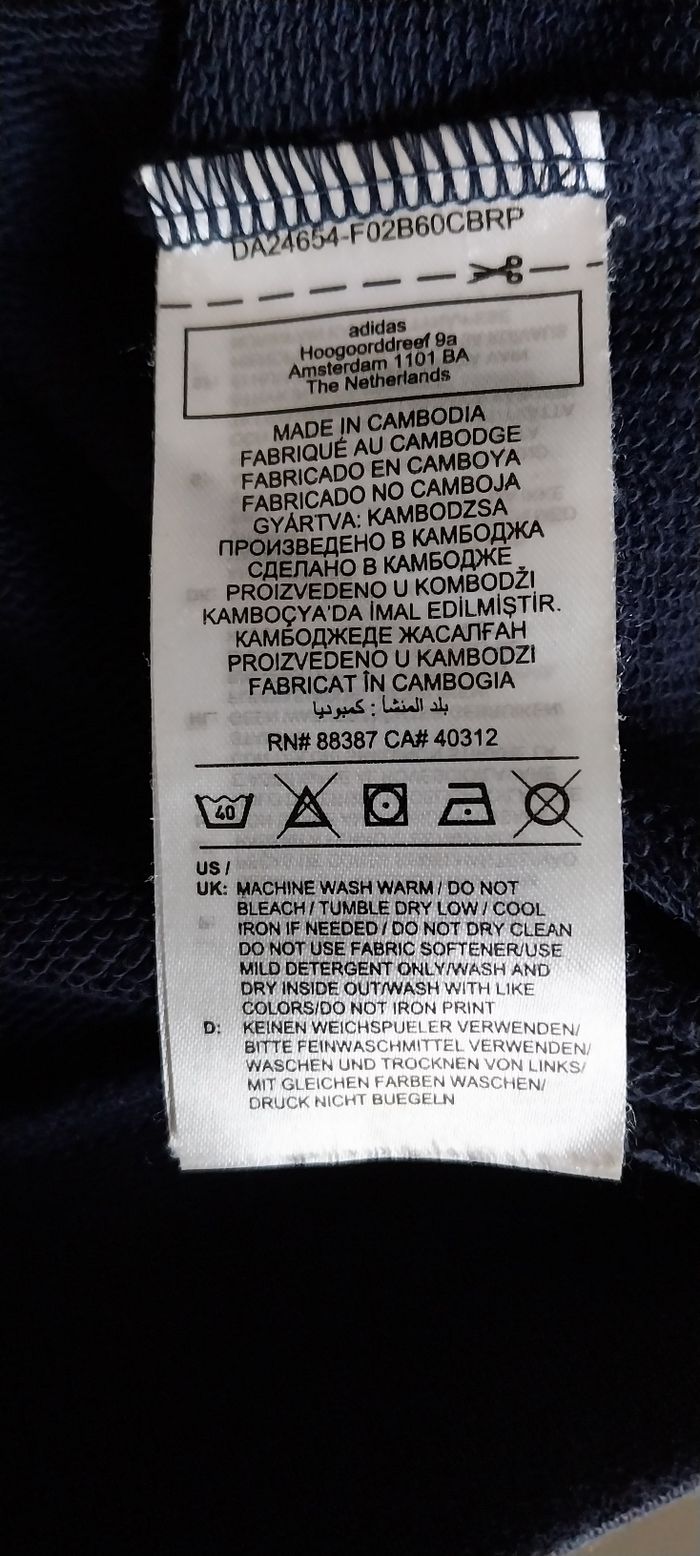 DA24654-F02B60CBRP
adidas
Hoogoorddreef 9a
Amsterdam 1101 BA
The Netherlands
MADE IN CAMBODIA
FABRIQUÉ AU CAMBODGE
FABRICADO EN CAMBOYA
FABRICADO NO CAMBOJA
GYÁRTVA: KAMBODZSA
ПРОИЗВЕДЕНО В КАМБОДЖА
СДЕЛАНО В КАМБОДЖЕ
PROIZVEDENO U KOMBODŽI
KAMBOÇYA'DA İMAL EDİLMİŞTİR.
КАМБОДЖЕДЕ ЖАСАЛҒАН
PROIZVEDENO U KAMBODZI
FABRICAT ÎN CAMBOGIA
بلد المنشأ : كمبوديا
RN# 88387 CA# 40312
40
US /
UK: MACHINE WASH WARM / DO NOT
BLEACH / TUMBLE DRY LOW / COOL
IRON IF NEEDED / DO NOT DRY CLEAN
DO NOT USE FABRIC SOFTENER/USE
MILD DETERGENT ONLY/WASH AND
DRY INSIDE OUT/WASH WITH LIKE
COLORS/DO NOT IRON PRINT
D: KEINEN WEICHSPUELER VERWENDEN/
BITTE FEINWASCHMITTEL VERWENDEN/
WASCHEN UND TROCKNEN VON LINKS/
MIT GLEICHEN FARBEN WASCHEN/
DRUCK NICHT BUEGELN